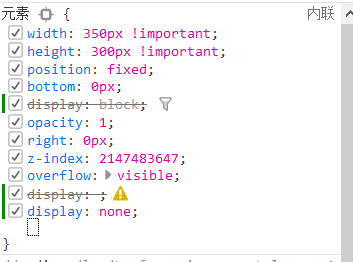 元素 { 内联
width: 350px !important;
height: 300px !important;
position: fixed;
bottom: 0px;
display: block;
opacity: 1;
right: 0px;
z-index: 2147483647;
overflow: visible;
display: ;
display: none;
}